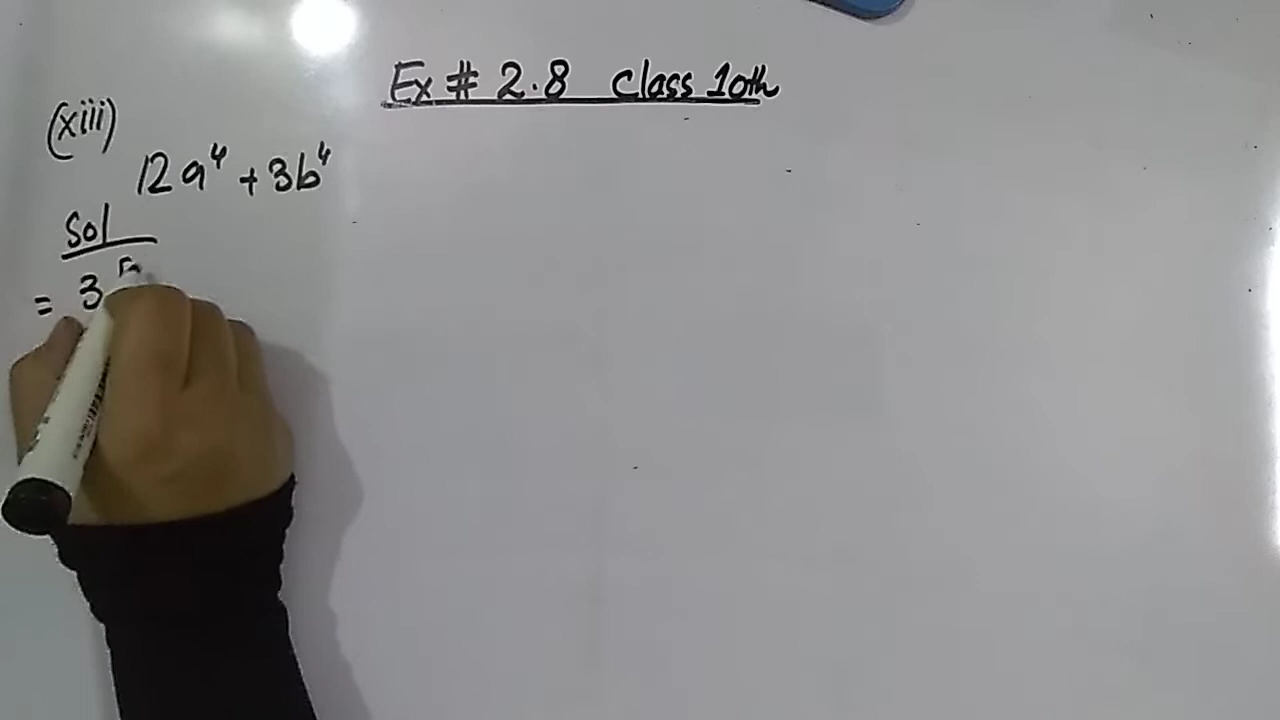 Ex # 2.8 Class 10th
(xiii)
12a⁴ + 3b⁴
Sol
= 3 [